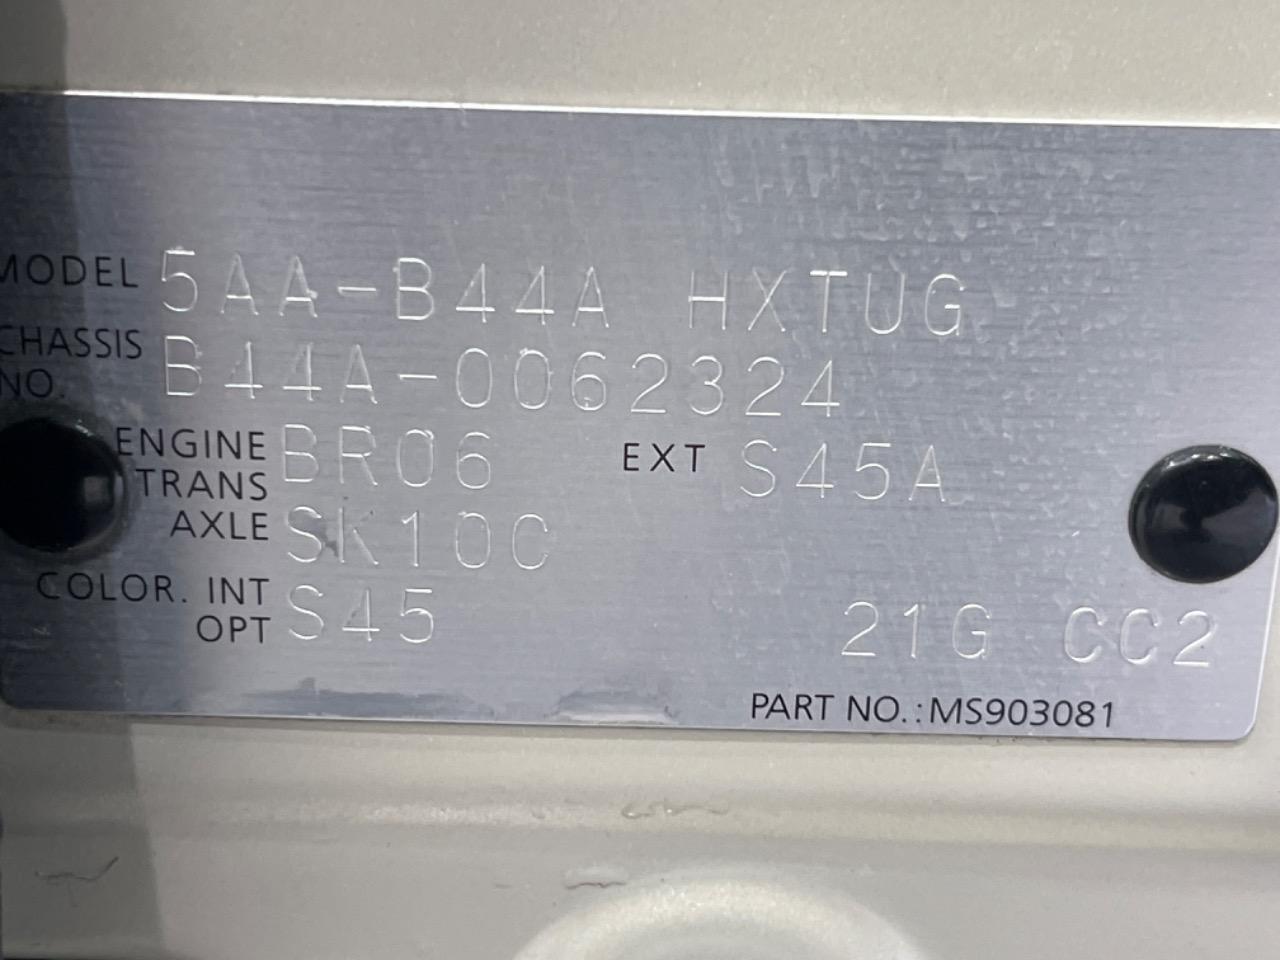 MODEL 5AA-B44A HXTUG
CHASSIS NO. B44A-0062324
ENGINE BR06 EXT S45A
TRANS AXLE SK10C
COLOR. INT S45
OPT 21G CC2
PART NO.:MS903081